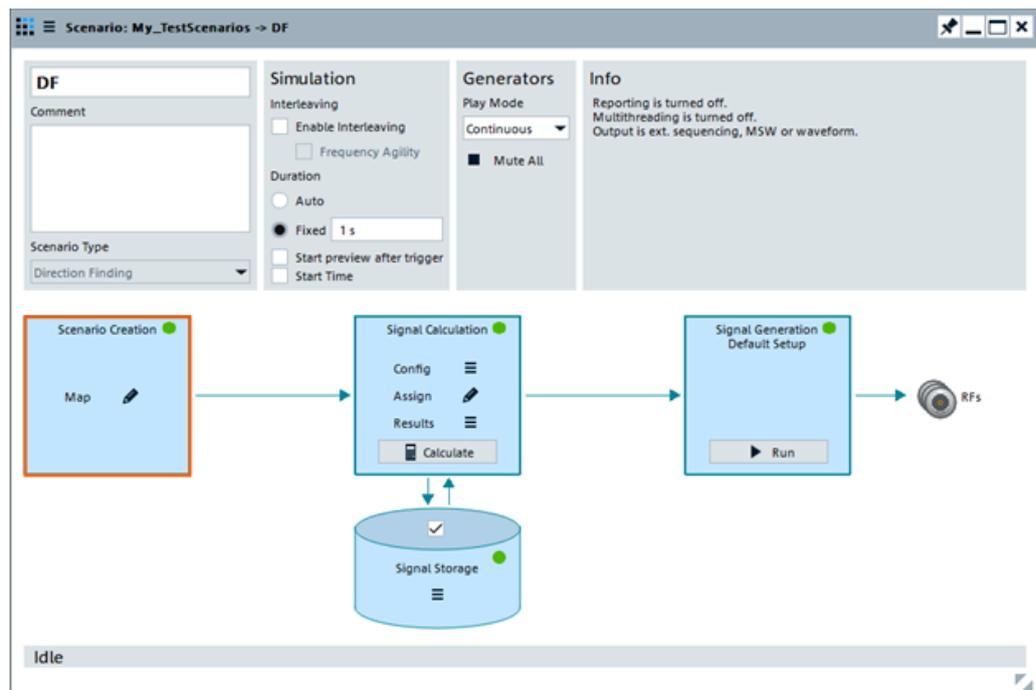 Scenario: My_TestScenarios -> DF
DF
Comment
Scenario Type
Direction Finding
Simulation
Interleaving
Enable Interleaving
Frequency Agility
Duration
Auto
Fixed 1 s
Start preview after trigger
Start Time
Generators
Play Mode
Continuous
Mute All
Info
Reporting is turned off.
Multithreading is turned off.
Output is ext. sequencing, MSW or waveform.
Scenario Creation
Map
Signal Calculation
Config
Assign
Results
Calculate
Signal Storage
Signal Generation
Default Setup
Run
RFs
Idle